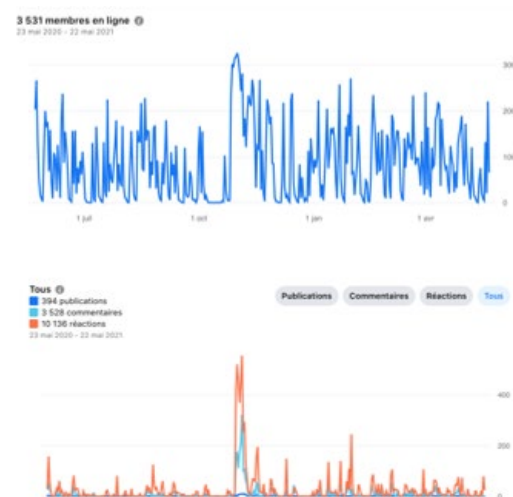 3 531 membres en ligne
23 mai 2020 - 22 mai 2021
300
200
100
0
1 juil
1 oct
1 jan
1 avr
Tous
394 publications
3 528 commentaires
10 136 réactions
23 mai 2020 - 22 mai 2021
Publications
Commentaires
Réactions
Tous
400
200
0